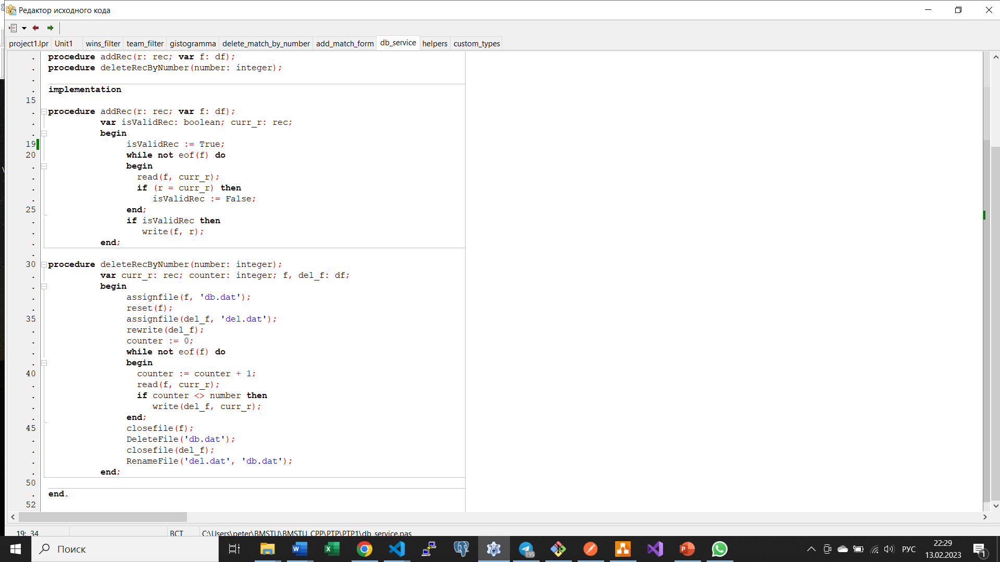 Редактор исходного кода
project1.lpr Unit1 wins_filter team_filter gistogramma delete_match_by_number add_match_form db_service helpers custom_types
. procedure addRec(r: rec; var f: df);
. procedure deleteRecByNumber(number: integer);
.
. implementation
15
. procedure addRec(r: rec; var f: df);
. var isValidRec: boolean; curr_r: rec;
. begin
19 isValidRec := True;
20 while not eof(f) do
. begin
. read(f, curr_r);
. if (r = curr_r) then
. isValidRec := False;
25 end;
. if isValidRec then
. write(f, r);
. end;
.
30 procedure deleteRecByNumber(number: integer);
. var curr_r: rec; counter: integer; f, del_f: df;
. begin
. assignfile(f, 'db.dat');
. reset(f);
35 assignfile(del_f, 'del.dat');
. rewrite(del_f);
. counter := 0;
. while not eof(f) do
. begin
40 counter := counter + 1;
. read(f, curr_r);
. if counter <> number then
. write(del_f, curr_r);
. end;
45 closefile(f);
. DeleteFile('db.dat');
. closefile(del_f);
. RenameFile('del.dat', 'db.dat');
. end;
50
. end.
52
19: 34 ВСТ C:\Users\peter\BMSTU\BMSTU_CPP\PTP\PTP1\db_service.pas
Поиск 195 РУС 22:29
13.02.2023 1